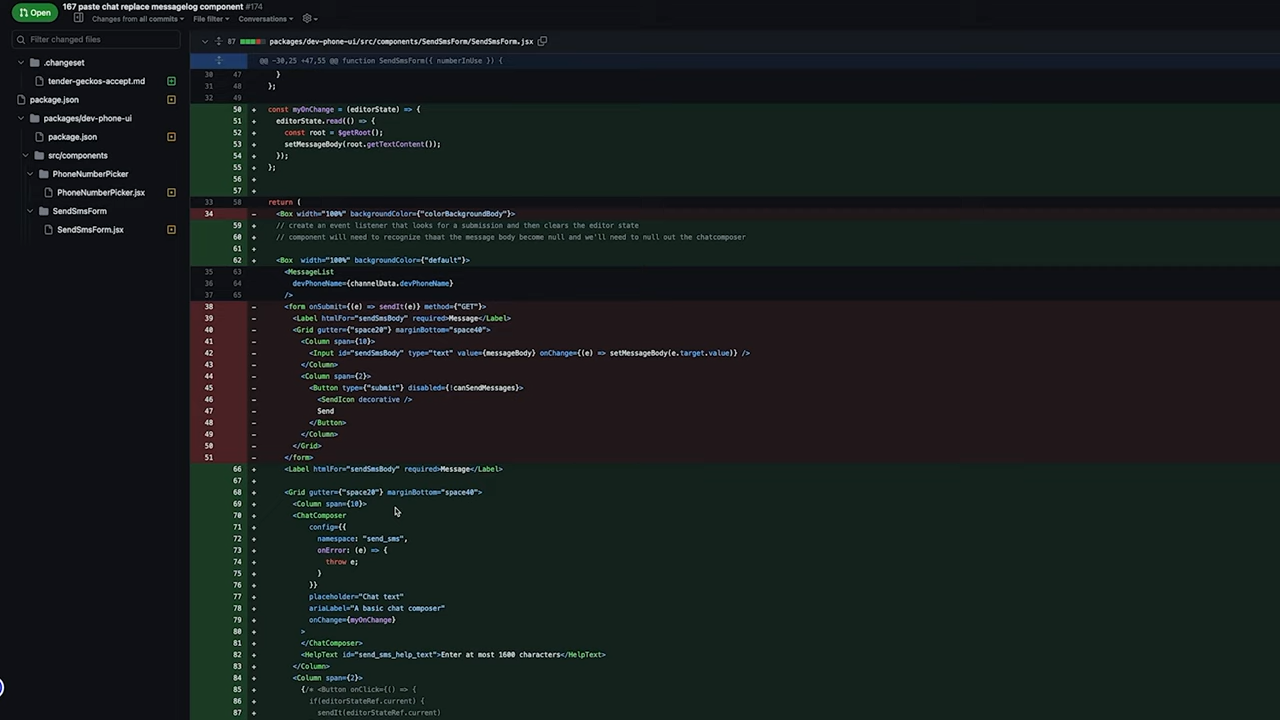 Open
167 paste chat replace messagelog component #174
Changes from all commits
File filter
Conversations
Filter changed files
.changeset
tender-geckos-accept.md
package.json
packages/dev-phone-ui
package.json
src/components
PhoneNumberPicker
PhoneNumberPicker.jsx
SendSmsForm
SendSmsForm.jsx
87 packages/dev-phone-ui/src/components/SendSmsForm/SendSmsForm.jsx
@@ -30,25 +47,55 @@ function SendSmsForm({ numberInUse }) {
30 47 }
31 48 };
32 49
50 + const myOnChange = (editorState) => {
51 + editorState.read(() => {
52 + const root = $getRoot();
53 + setMessageBody(root.getTextContent());
54 + });
55 + };
56 +
57 +
33 58 return (
34 - <Box width="100%" backgroundColor={"colorBackgroundBody"}>
59 + // create an event listener that looks for a submission and then clears the editor state
60 + // component will need to recognize thaat the message body become null and we'll need to null out the chatcomposer
61 +
62 + <Box  width="100%" backgroundColor={"default"}>
35 63 <MessageList
36 64 devPhoneName={channelData.devPhoneName}
37 65 />
38 - <form onSubmit={(e) => sendIt(e)} method={"GET"}>
39 - <Label htmlFor="sendSmsBody" required>Message</Label>
40 - <Grid gutter={"space20"} marginBottom="space40">
41 - <Column span={10}>
42 - <Input id="sendSmsBody" type="text" value={messageBody} onChange={(e) => setMessageBody(e.target.value)} />
43 - </Column>
44 - <Column span={2}>
45 - <Button type={"submit"} disabled={!canSendMessages}>
46 - <SendIcon decorative />
47 - Send
48 - </Button>
49 - </Column>
50 - </Grid>
51 - </form>
66 + <Label htmlFor="sendSmsBody" required>Message</Label>
67 +
68 + <Grid gutter={"space20"} marginBottom="space40">
69 + <Column span={10}>
70 + <ChatComposer
71 + config={{
72 + namespace: "send_sms",
73 + onError: (e) => {
74 + throw e;
75 + }
76 + }}
77 + placeholder="Chat text"
78 + ariaLabel="A basic chat composer"
79 + onChange={myOnChange}
80 + >
81 + </ChatComposer>
82 + <HelpText id="send_sms_help_text">Enter at most 1600 characters</HelpText>
83 + </Column>
84 + <Column span={2}>
85 + {/* <Button onClick={() => {
86 + if(editorStateRef.current) {
87 + sendIt(editorStateRef.current)